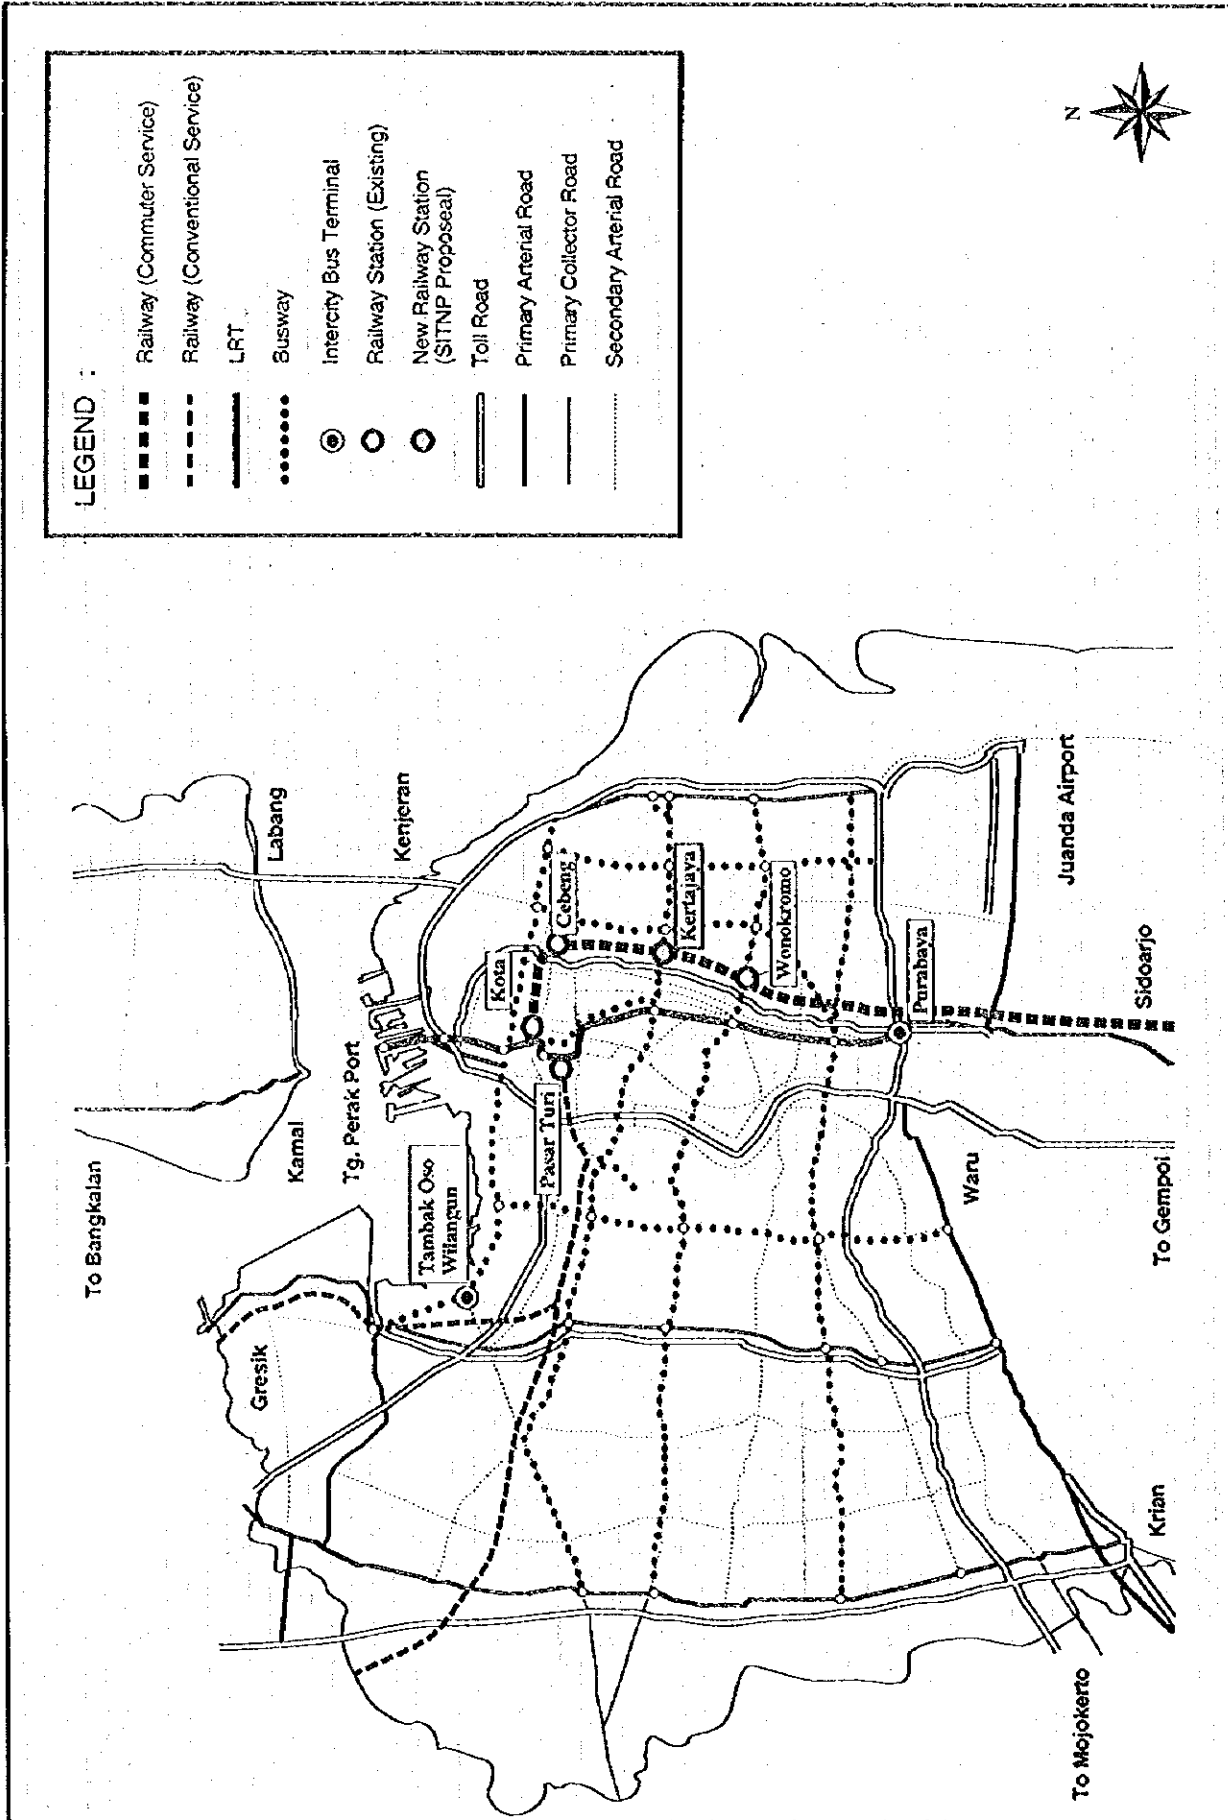 LEGEND :
Railway (Commuter Service)
Railway (Conventional Service)
LRT
Busway
Intercity Bus Terminal
Railway Station (Existing)
New Railway Station
(SITNP Proposeal)
Toll Road
Primary Arterial Road
Primary Collector Road
Secondary Arterial Road
N
To Bangkalan
Kamal
Labang
Tg. Perak Port
Kenjeran
Gresik
Tambak Oso
Wilangun
Kota
Pasar Turi
Cebeng
Kertajaya
Wonokromo
Purabaya
Juanda Airport
Sidoarjo
Waru
To Gempol
Krian
To Mojokerto